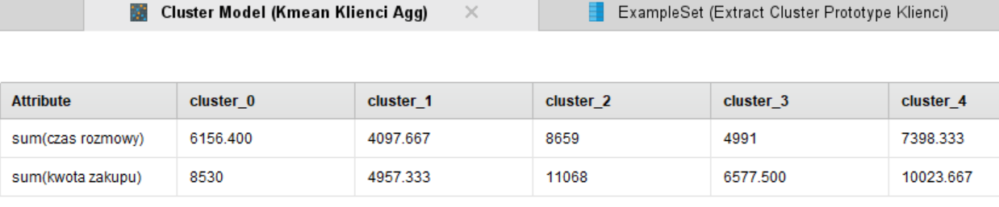 Cluster Model (Kmean Klienci Agg) ExampleSet (Extract Cluster Prototype Klienci)
Attribute cluster_0 cluster_1 cluster_2 cluster_3 cluster_4
sum(czas rozmowy) 6156.400 4097.667 8659 4991 7398.333
sum(kwota zakupu) 8530 4957.333 11068 6577.500 10023.667